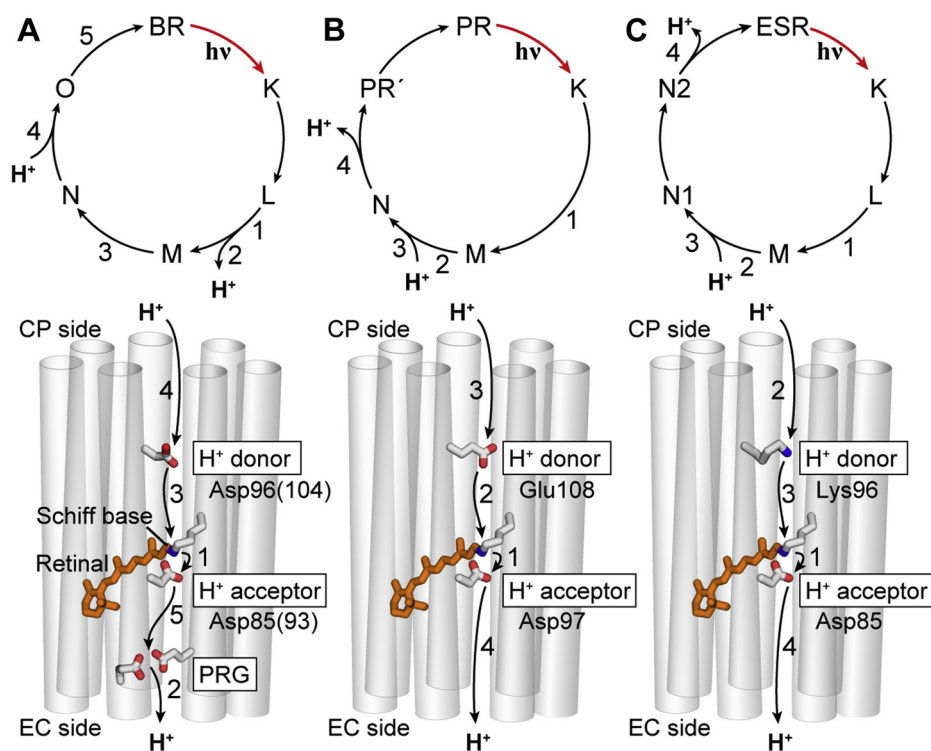 A
BR
5
hν
O
K
4
H⁺
N
L
1
3
M
2
H⁺
B
PR
hν
PR´
K
H⁺
4
N
1
3
2
M
H⁺
C
H⁺
ESR
4
hν
N2
K
N1
L
3
1
2
M
H⁺
CP side
H⁺
4
H⁺ donor
Asp96(104)
3
Schiff base
1
Retinal
H⁺ acceptor
Asp85(93)
5
PRG
2
EC side
H⁺
CP side
H⁺
3
H⁺ donor
Glu108
2
1
H⁺ acceptor
Asp97
4
EC side
H⁺
CP side
H⁺
2
H⁺ donor
Lys96
3
1
H⁺ acceptor
Asp85
4
EC side
H⁺